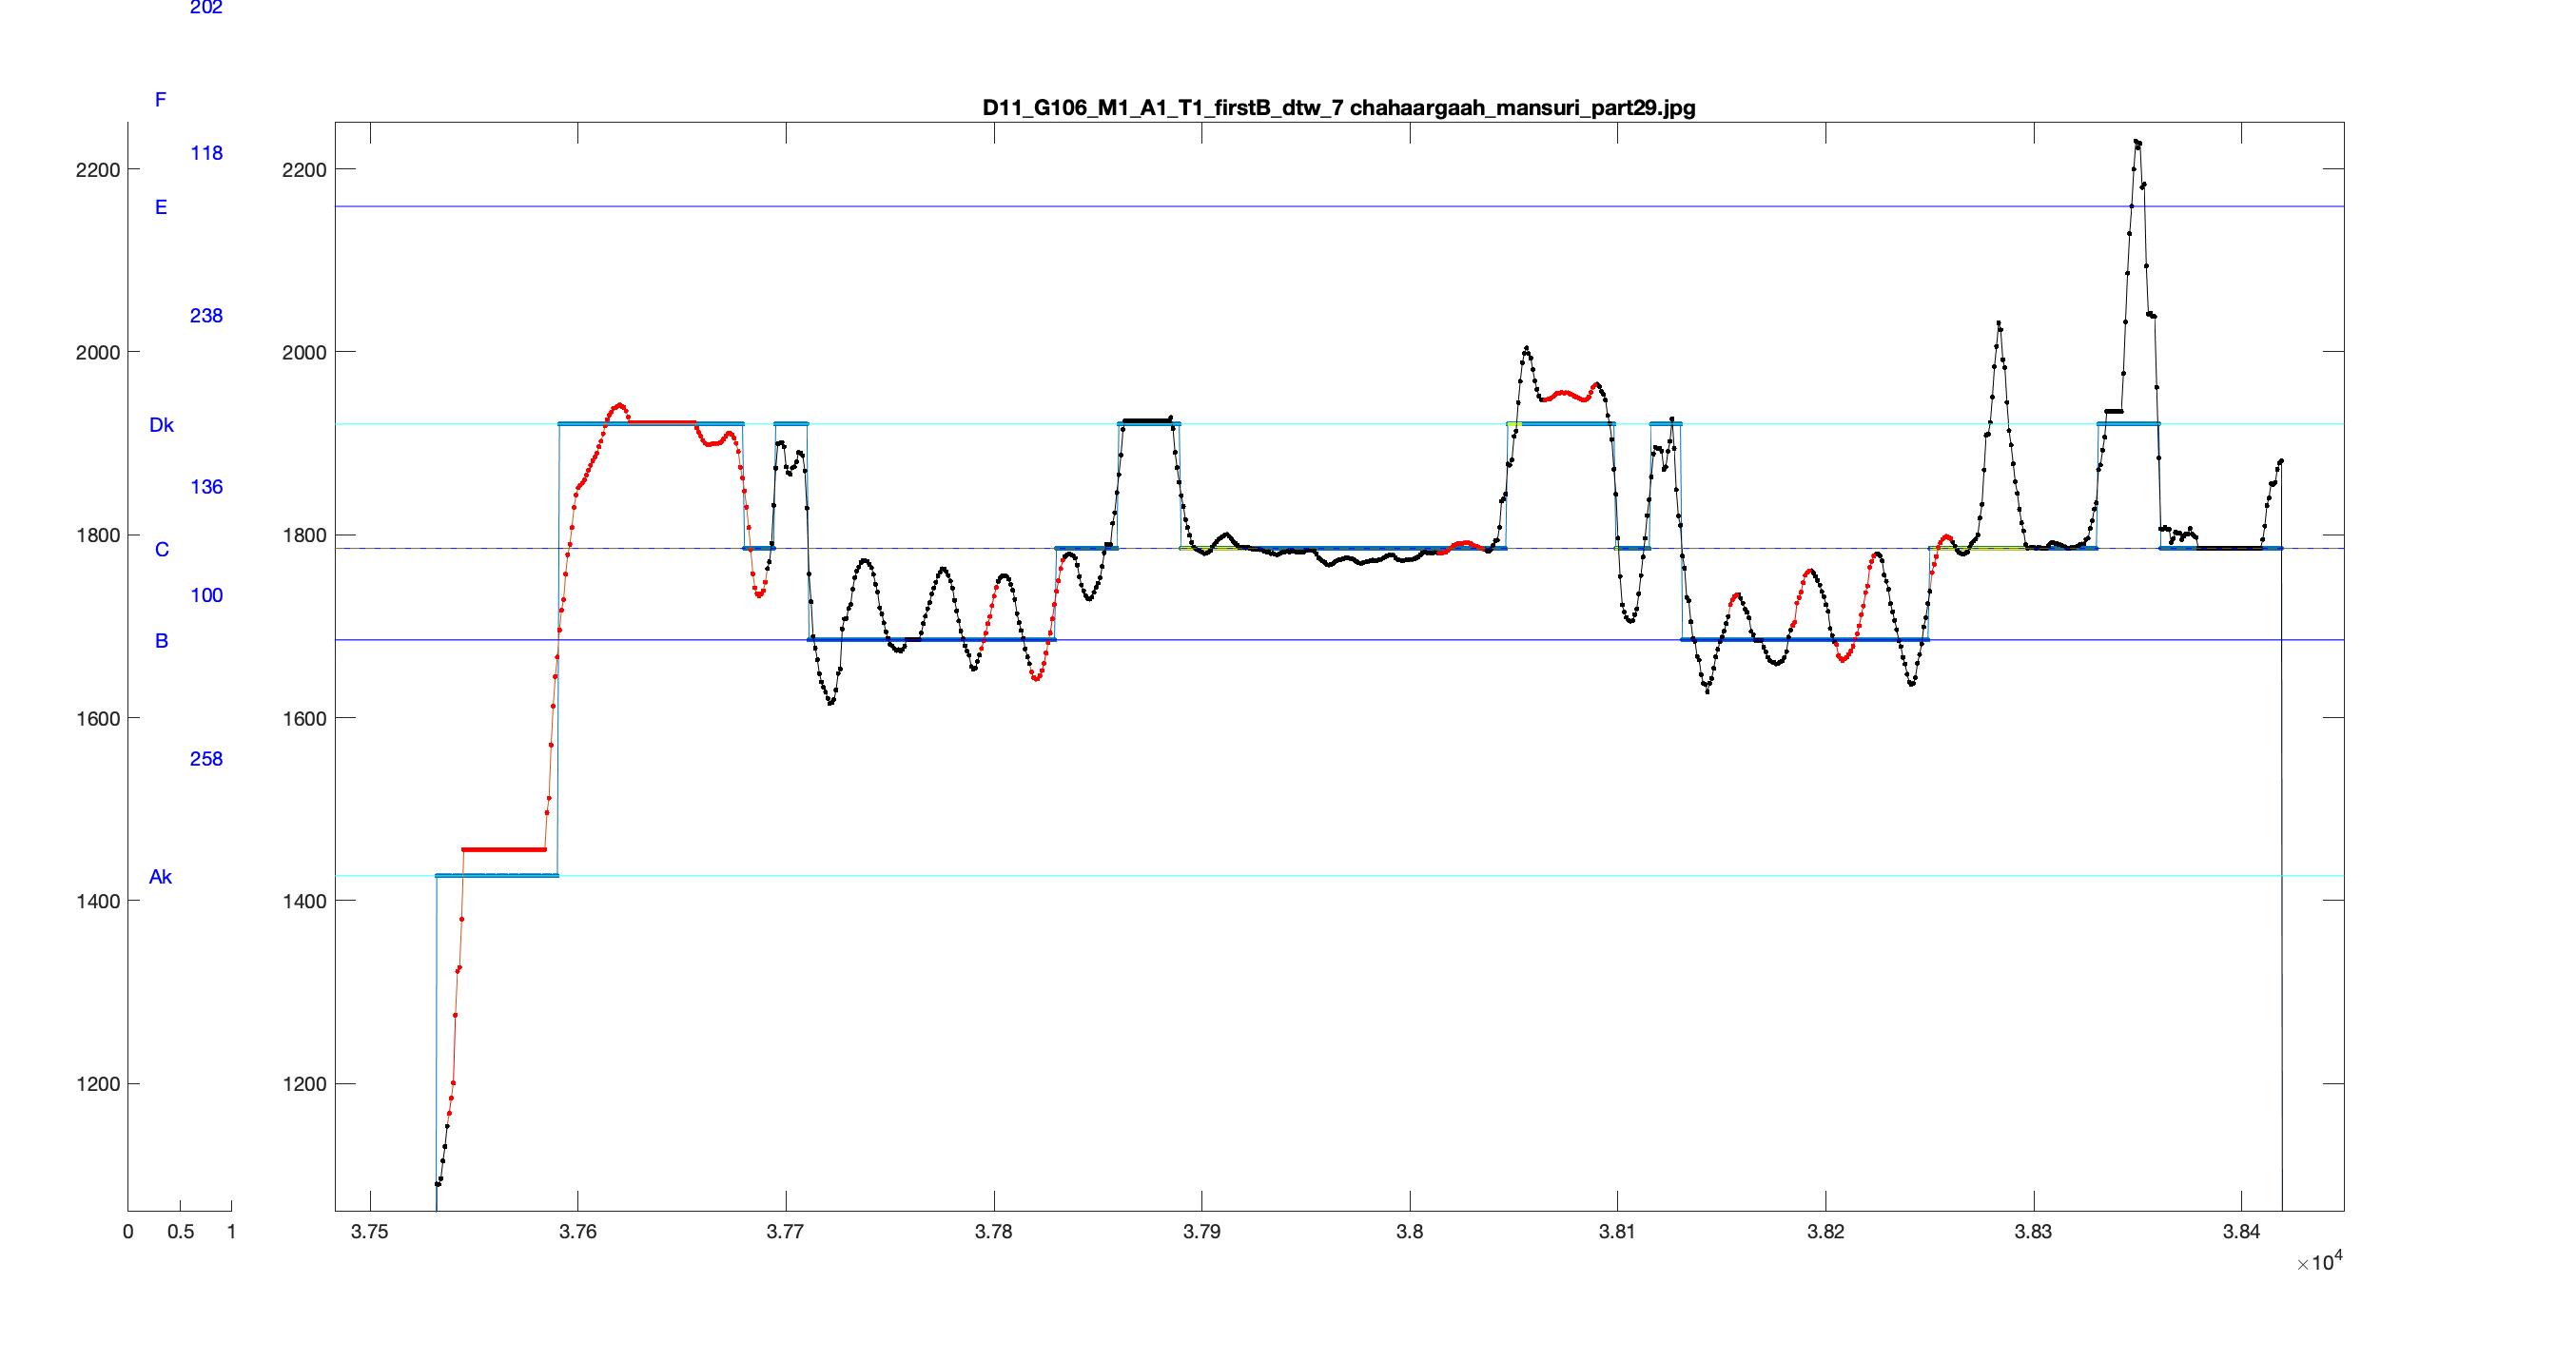 202
F
D11_G106_M1_A1_T1_firstB_dtw_7 chahaargaah_mansuri_part29.jpg
118
2200 2200
E
238
2000 2000
Dk
136
1800 1800
C
100
B
1600 1600
258
Ak
1400 1400
1200 1200
0 0.5 1 3.75 3.76 3.77 3.78 3.79 3.8 3.81 3.82 3.83 3.84
×10⁴